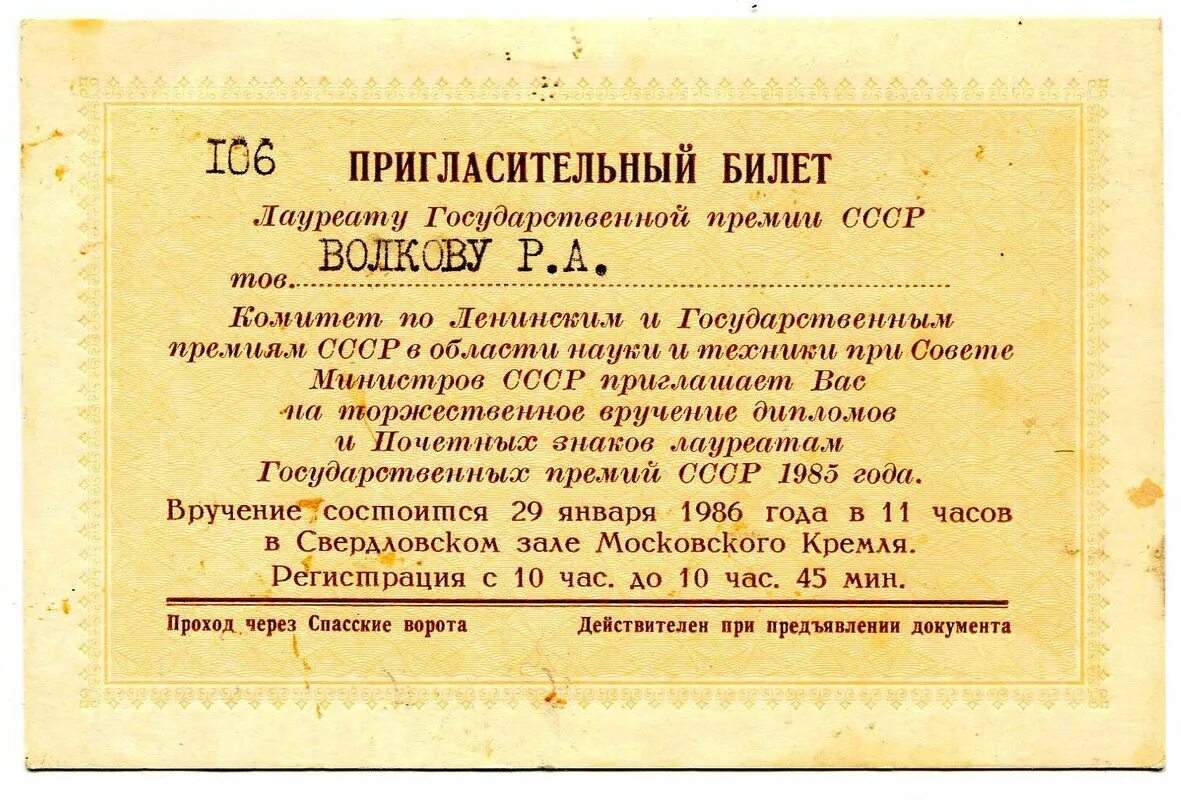 I06 ПРИГЛАСИТЕЛЬНЫЙ БИЛЕТ
Лауреату Государственной премии СССР
тов. ВОЛКОВУ Р.А.
Комитет по Ленинским и Государственным
премиям СССР в области науки и техники при Совете
Министров СССР приглашает Вас
на торжественное вручение дипломов
и Почетных знаков лауреатам
Государственных премий СССР 1985 года.
Вручение состоится 29 января 1986 года в 11 часов
в Свердловском зале Московского Кремля.
Регистрация с 10 час. до 10 час. 45 мин.
Проход через Спасские ворота
Действителен при предъявлении документа